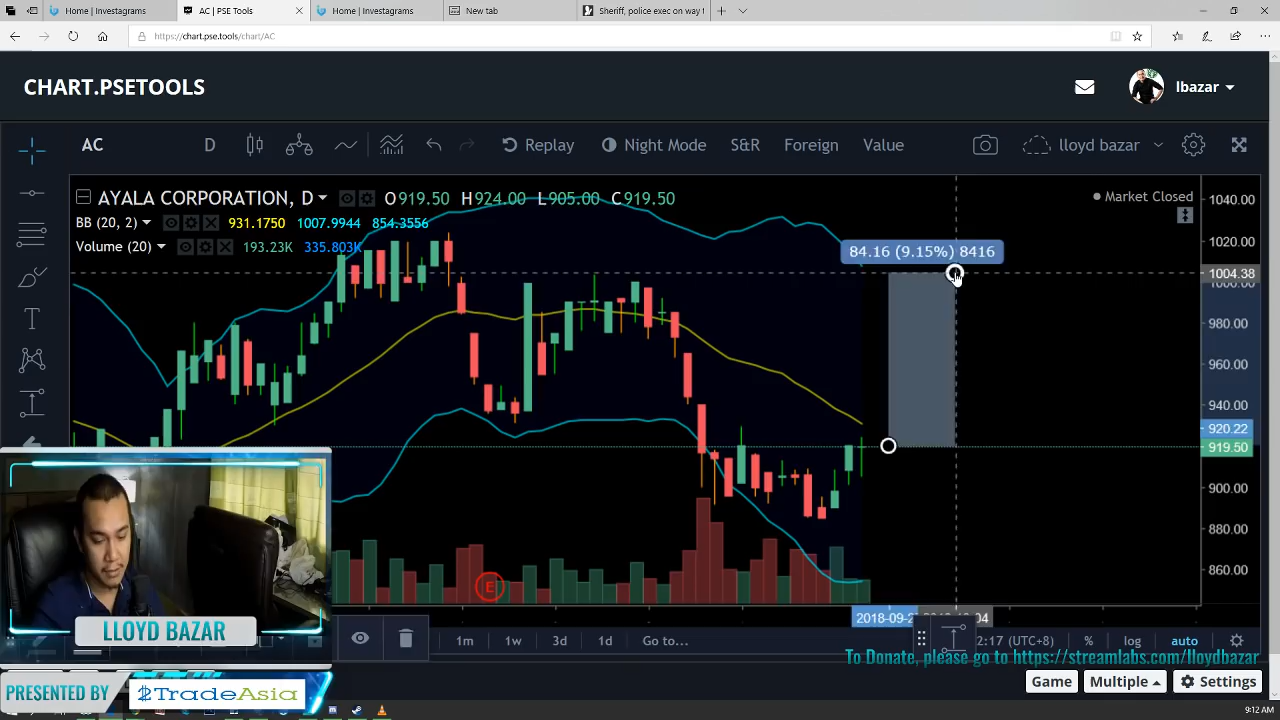 Home | Investagrams
AC | PSE Tools
Home | Investagrams
New tab
Sheriff, police exec on way t
https://chart.pse.tools/chart/AC
CHART.PSETOOLS
lbazar
AC
D
Replay
Night Mode
S&R
Foreign
Value
lloyd bazar
AYALA CORPORATION, D
O919.50 H924.00 L905.00 C919.50
Market Closed
BB (20, 2)
931.1750 1007.9944 854.3556
Volume (20)
193.23K 335.803K
84.16 (9.15%) 8416
1040.00
1020.00
1004.38
1000.00
980.00
960.00
940.00
920.22
919.50
900.00
880.00
860.00
E
LLOYD BAZAR
1m 1w 3d 1d Go to...
2:17 (UTC+8)
% log auto
To Donate, please go to https://streamlabs.com/lloydbazar
PRESENTED BY
TradeAsia
Game
Multiple
Settings
9:12 AM